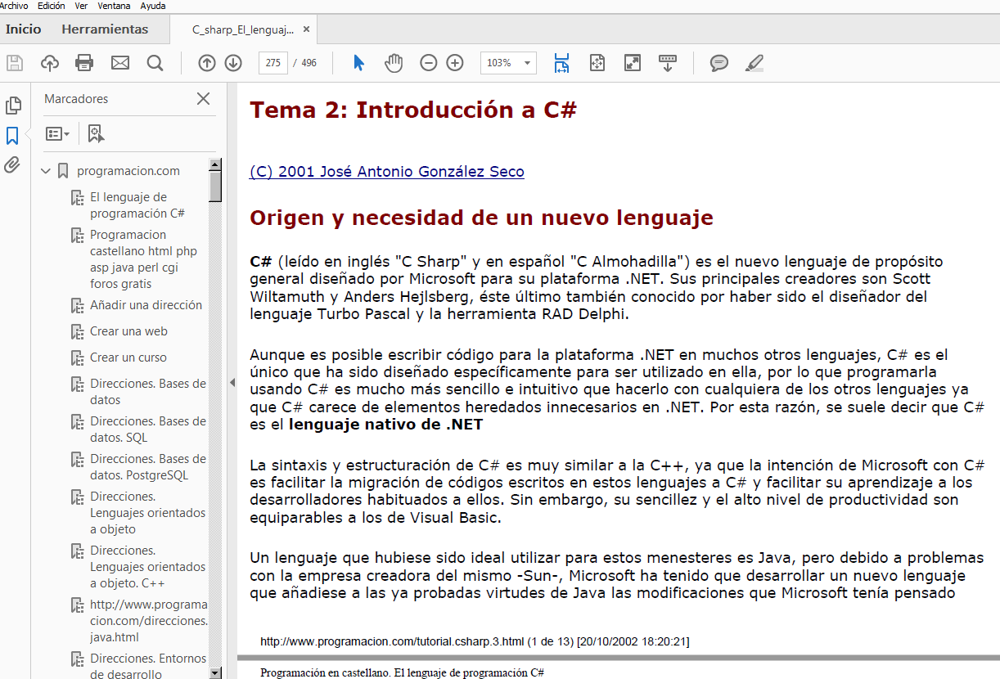 Archivo Edición Ver Ventana Ayuda
Inicio Herramientas C_sharp_El_lenguaj... ×
275 / 496 103%
Marcadores
programacion.com
El lenguaje de
programación C#
Programacion
castellano html php
asp java perl cgi
foros gratis
Añadir una dirección
Crear una web
Crear un curso
Direcciones. Bases de
datos
Direcciones. Bases de
datos. SQL
Direcciones. Bases de
datos. PostgreSQL
Direcciones.
Lenguajes orientados
a objeto
Direcciones.
Lenguajes orientados
a objeto. C++
http://www.programa
cion.com/direcciones.
java.html
Direcciones. Entornos
de desarrollo
Tema 2: Introducción a C#
(C) 2001 José Antonio González Seco
Origen y necesidad de un nuevo lenguaje
C# (leído en inglés "C Sharp" y en español "C Almohadilla") es el nuevo lenguaje de propósito
general diseñado por Microsoft para su plataforma .NET. Sus principales creadores son Scott
Wiltamuth y Anders Hejlsberg, éste último también conocido por haber sido el diseñador del
lenguaje Turbo Pascal y la herramienta RAD Delphi.
Aunque es posible escribir código para la plataforma .NET en muchos otros lenguajes, C# es el
único que ha sido diseñado específicamente para ser utilizado en ella, por lo que programarla
usando C# es mucho más sencillo e intuitivo que hacerlo con cualquiera de los otros lenguajes ya
que C# carece de elementos heredados innecesarios en .NET. Por esta razón, se suele decir que C#
es el lenguaje nativo de .NET
La sintaxis y estructuración de C# es muy similar a la C++, ya que la intención de Microsoft con C#
es facilitar la migración de códigos escritos en estos lenguajes a C# y facilitar su aprendizaje a los
desarrolladores habituados a ellos. Sin embargo, su sencillez y el alto nivel de productividad son
equiparables a los de Visual Basic.
Un lenguaje que hubiese sido ideal utilizar para estos menesteres es Java, pero debido a problemas
con la empresa creadora del mismo -Sun-, Microsoft ha tenido que desarrollar un nuevo lenguaje
que añadiese a las ya probadas virtudes de Java las modificaciones que Microsoft tenía pensado
http://www.programacion.com/tutorial.csharp.3.html (1 de 13) [20/10/2002 18:20:21]
Programación en castellano. El lenguaje de programación C#